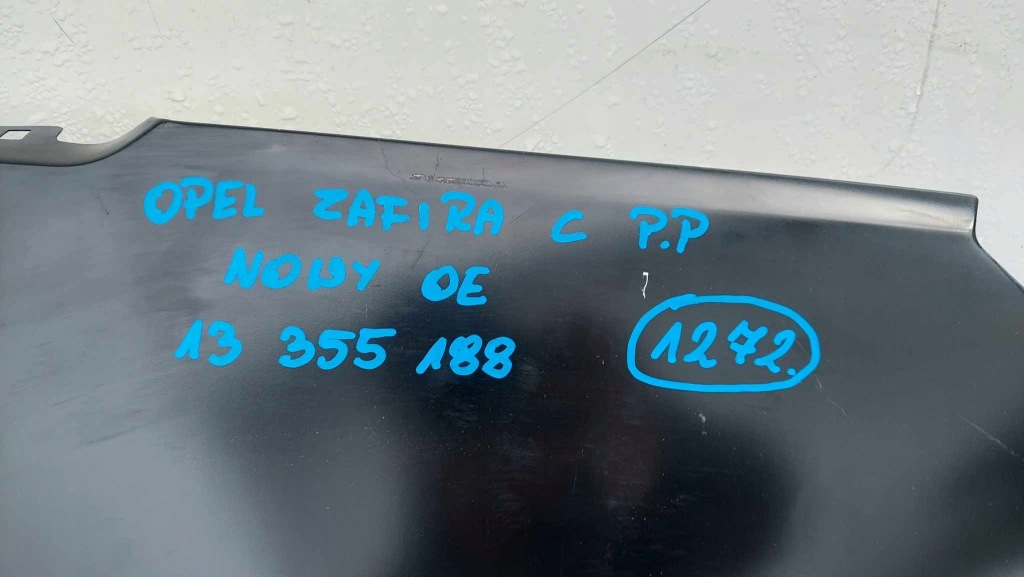 OPEL ZAFIRA C P.P
NOWY OE
13 355 188
1272.